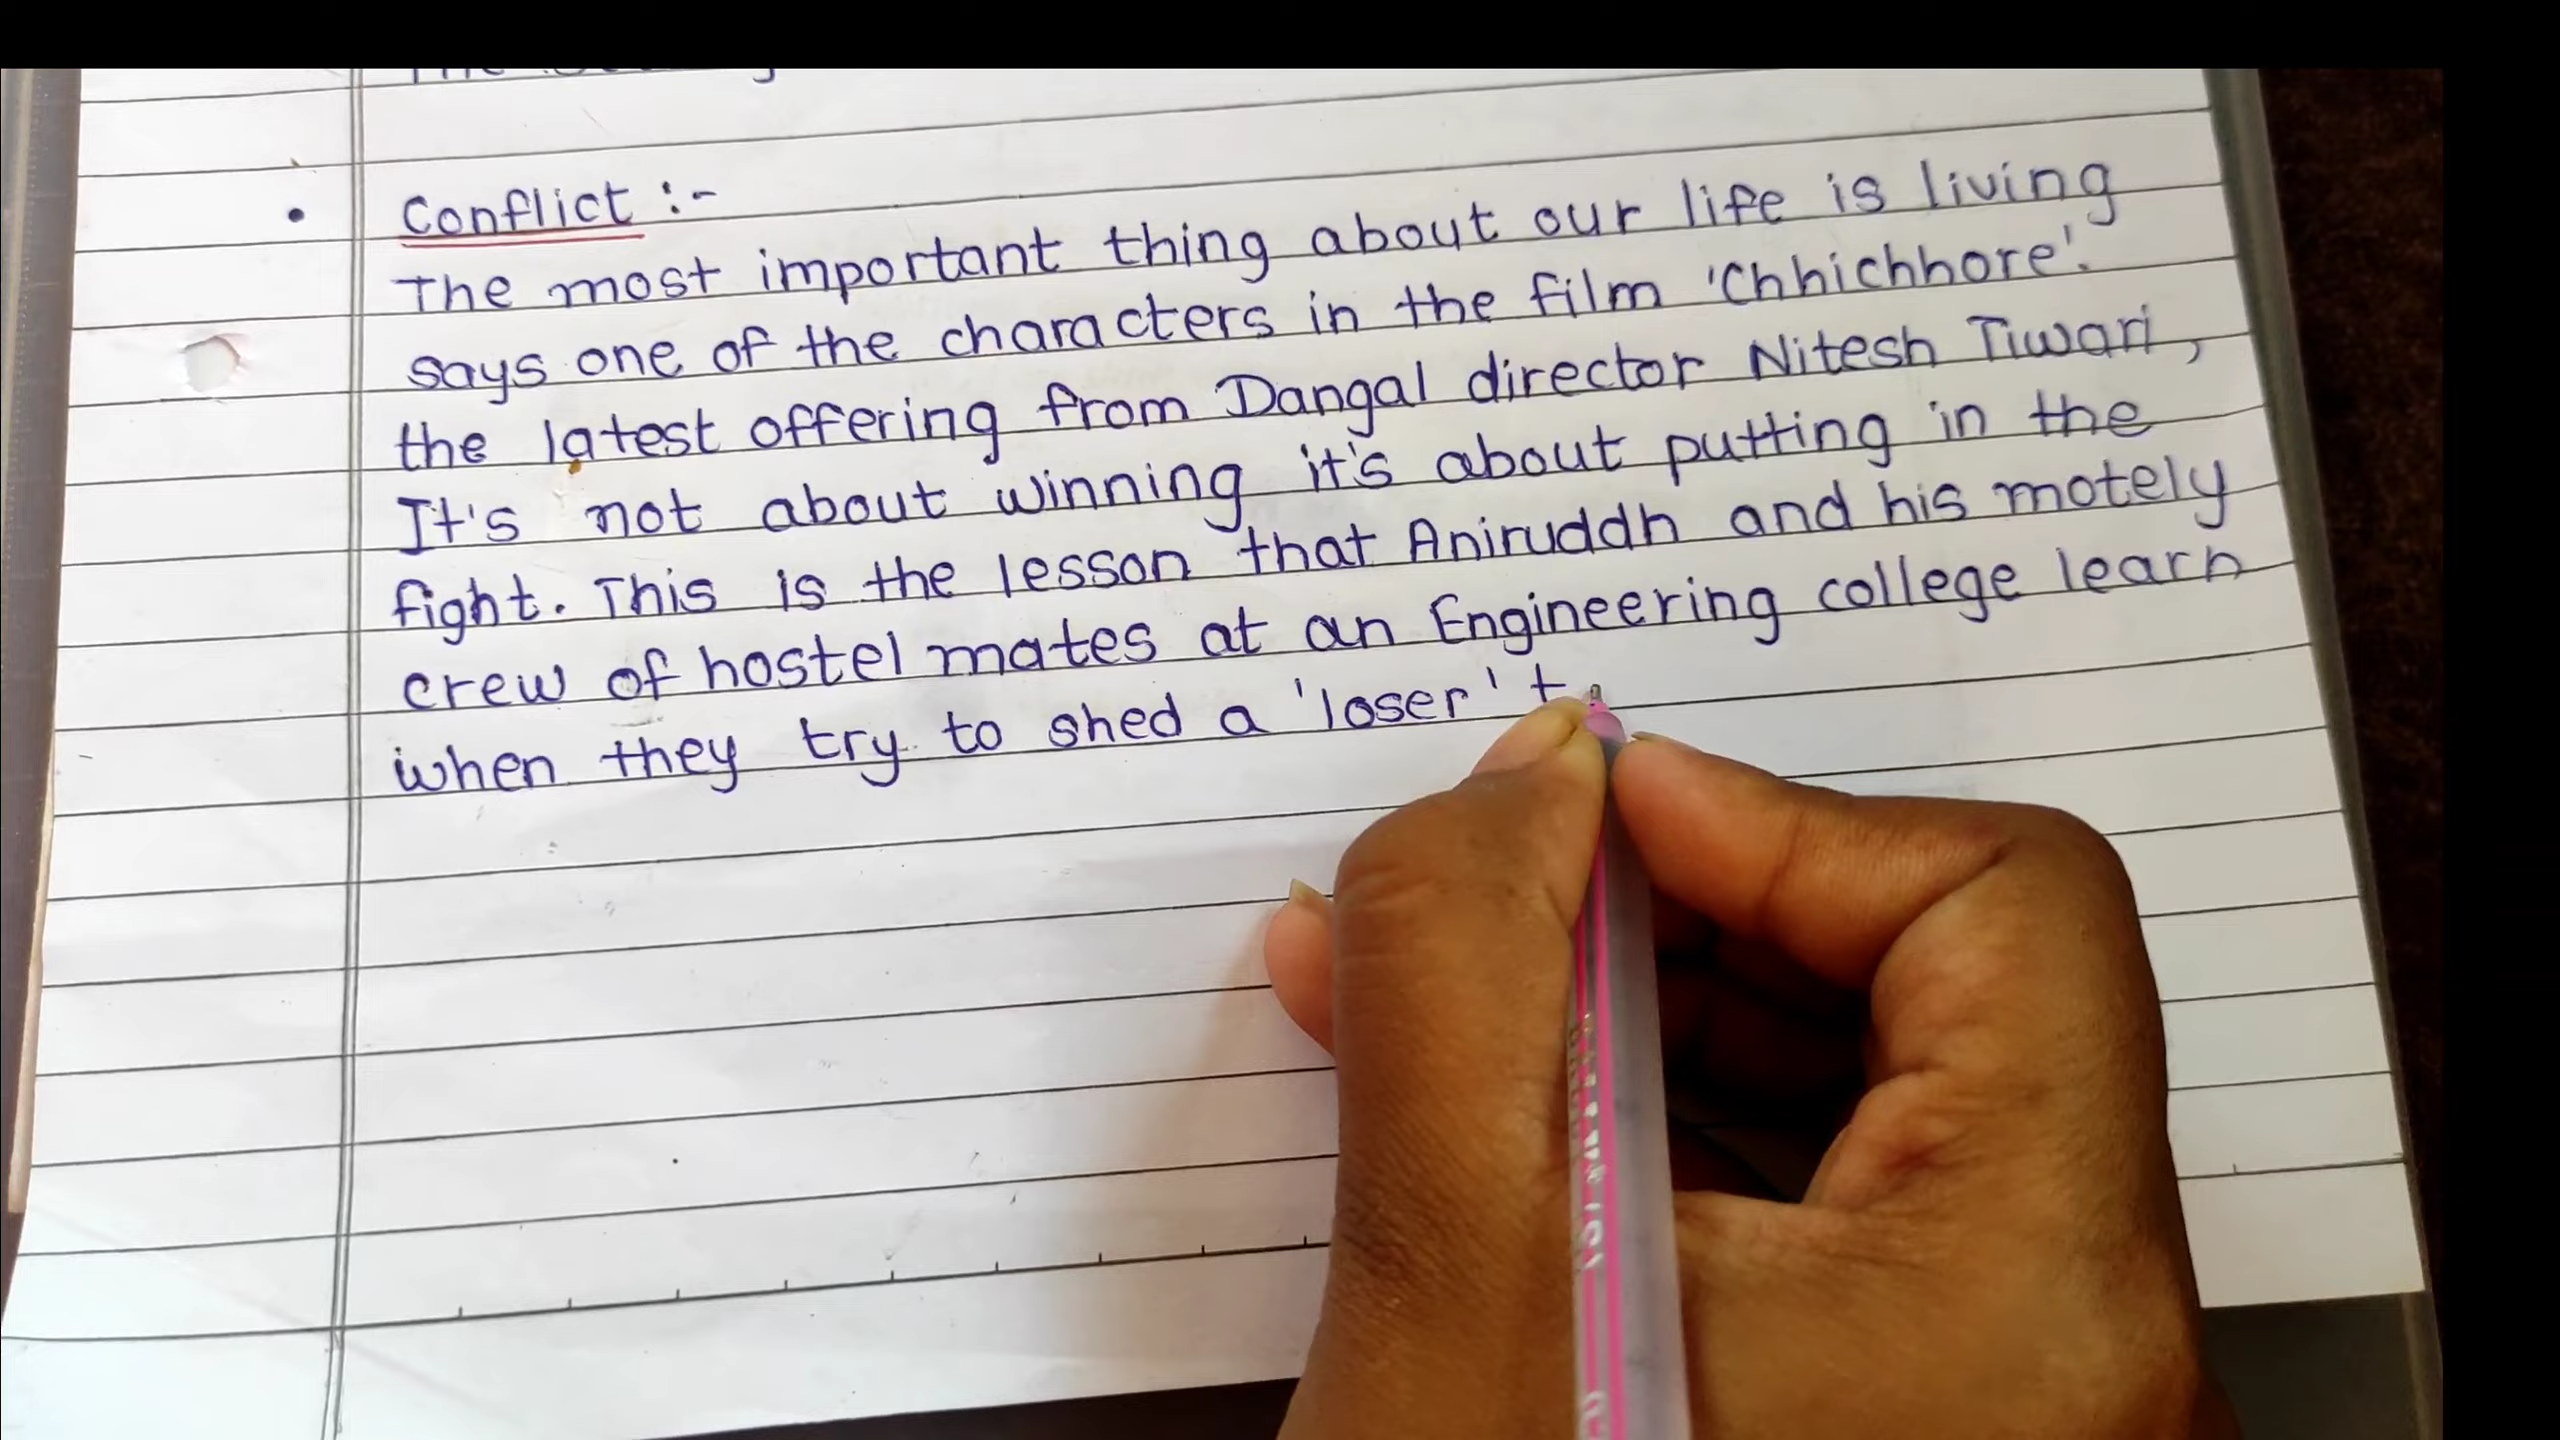 • Conflict :-
The most important thing about our life is living
says one of the characters in the film 'Chhichhore'.
the latest offering from Dangal director Nitesh Tiwari,
It's not about winning it's about putting in the
fight. This is the lesson that Aniruddh and his motely
crew of hostel mates at an Engineering college learn
when they try to shed a 'loser' t